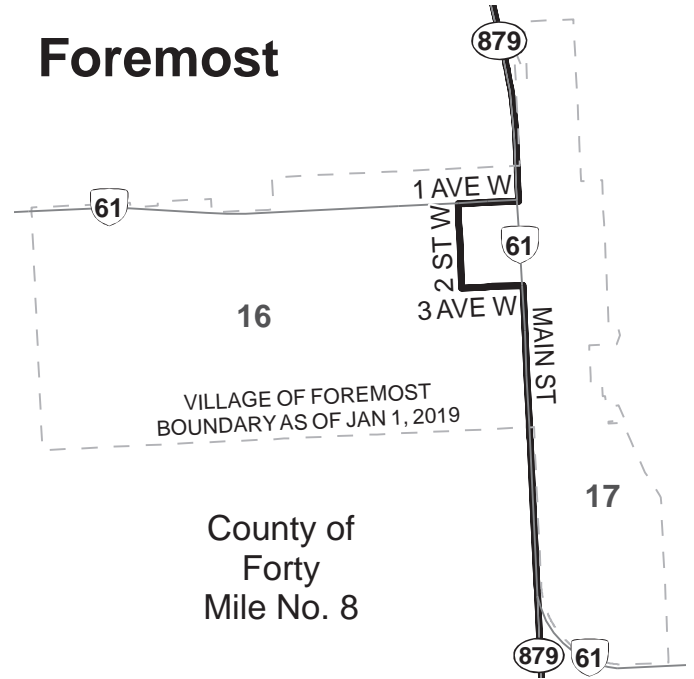 Foremost
879
61
1 AVE W
2 ST W
61
3 AVE W
16
MAIN ST
VILLAGE OF FOREMOST
BOUNDARY AS OF JAN 1, 2019
17
County of
Forty
Mile No. 8
879
61